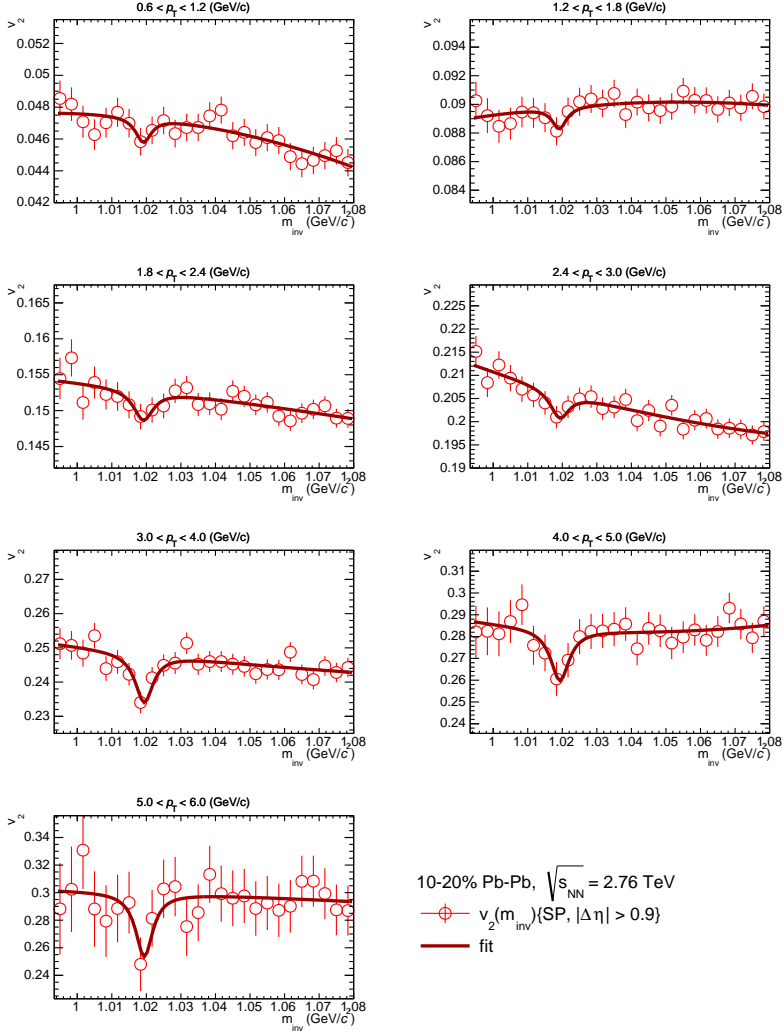 0.6 < p_T < 1.2 (GeV/c)
v_2
0.052
0.05
0.048
0.046
0.044
0.042
1 1.01 1.02 1.03 1.04 1.05 1.06 1.07 1.08
m_inv (GeV/c^2)
1.2 < p_T < 1.8 (GeV/c)
v_2
0.094
0.092
0.09
0.088
0.086
0.084
1 1.01 1.02 1.03 1.04 1.05 1.06 1.07 1.08
m_inv (GeV/c^2)
1.8 < p_T < 2.4 (GeV/c)
v_2
0.165
0.16
0.155
0.15
0.145
1 1.01 1.02 1.03 1.04 1.05 1.06 1.07 1.08
m_inv (GeV/c^2)
2.4 < p_T < 3.0 (GeV/c)
v_2
0.225
0.22
0.215
0.21
0.205
0.2
0.195
0.19
1 1.01 1.02 1.03 1.04 1.05 1.06 1.07 1.08
m_inv (GeV/c^2)
3.0 < p_T < 4.0 (GeV/c)
v_2
0.27
0.26
0.25
0.24
0.23
1 1.01 1.02 1.03 1.04 1.05 1.06 1.07 1.08
m_inv (GeV/c^2)
4.0 < p_T < 5.0 (GeV/c)
v_2
0.31
0.3
0.29
0.28
0.27
0.26
0.25
0.24
1 1.01 1.02 1.03 1.04 1.05 1.06 1.07 1.08
m_inv (GeV/c^2)
5.0 < p_T < 6.0 (GeV/c)
v_2
0.34
0.32
0.3
0.28
0.26
0.24
0.22
1 1.01 1.02 1.03 1.04 1.05 1.06 1.07 1.08
m_inv (GeV/c^2)
10-20% Pb-Pb, √s_NN = 2.76 TeV
v_2(m_inv){SP, |Δη| > 0.9}
fit